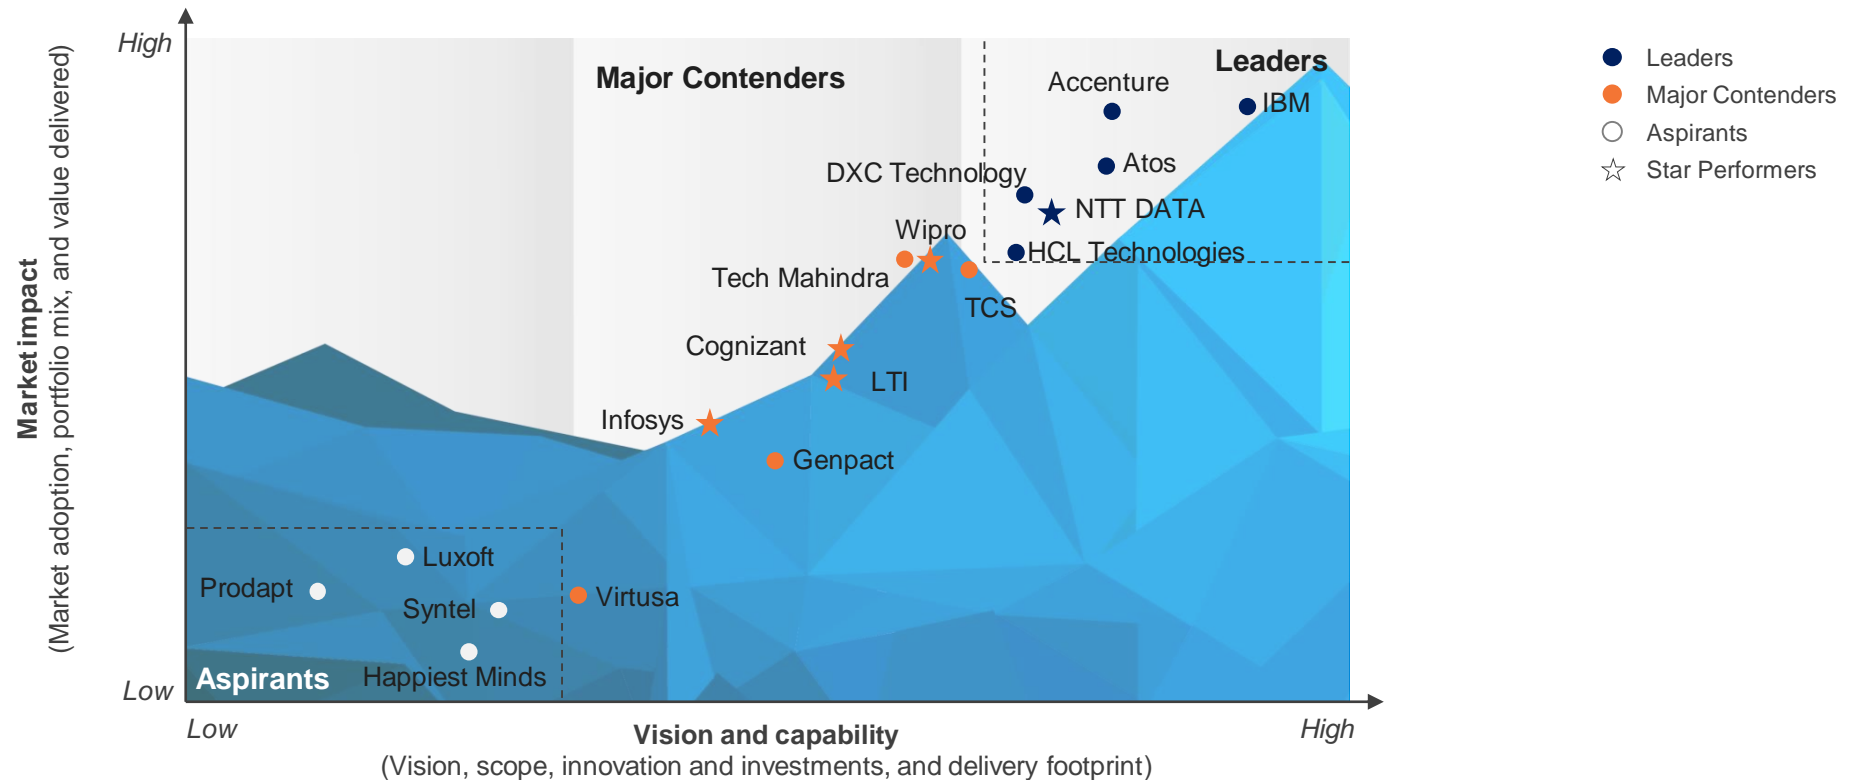 High
Major Contenders
Leaders
Accenture
IBM
DXC Technology
Atos
NTT DATA
Wipro
HCL Technologies
Tech Mahindra
TCS
Cognizant
LTI
Infosys
Genpact
Luxoft
Prodapt
Syntel
Virtusa
Happiest Minds
Aspirants
Low
Market impact
(Market adoption, portfolio mix, and value delivered)
Low
High
Vision and capability
(Vision, scope, innovation and investments, and delivery footprint)
Leaders
Major Contenders
Aspirants
Star Performers